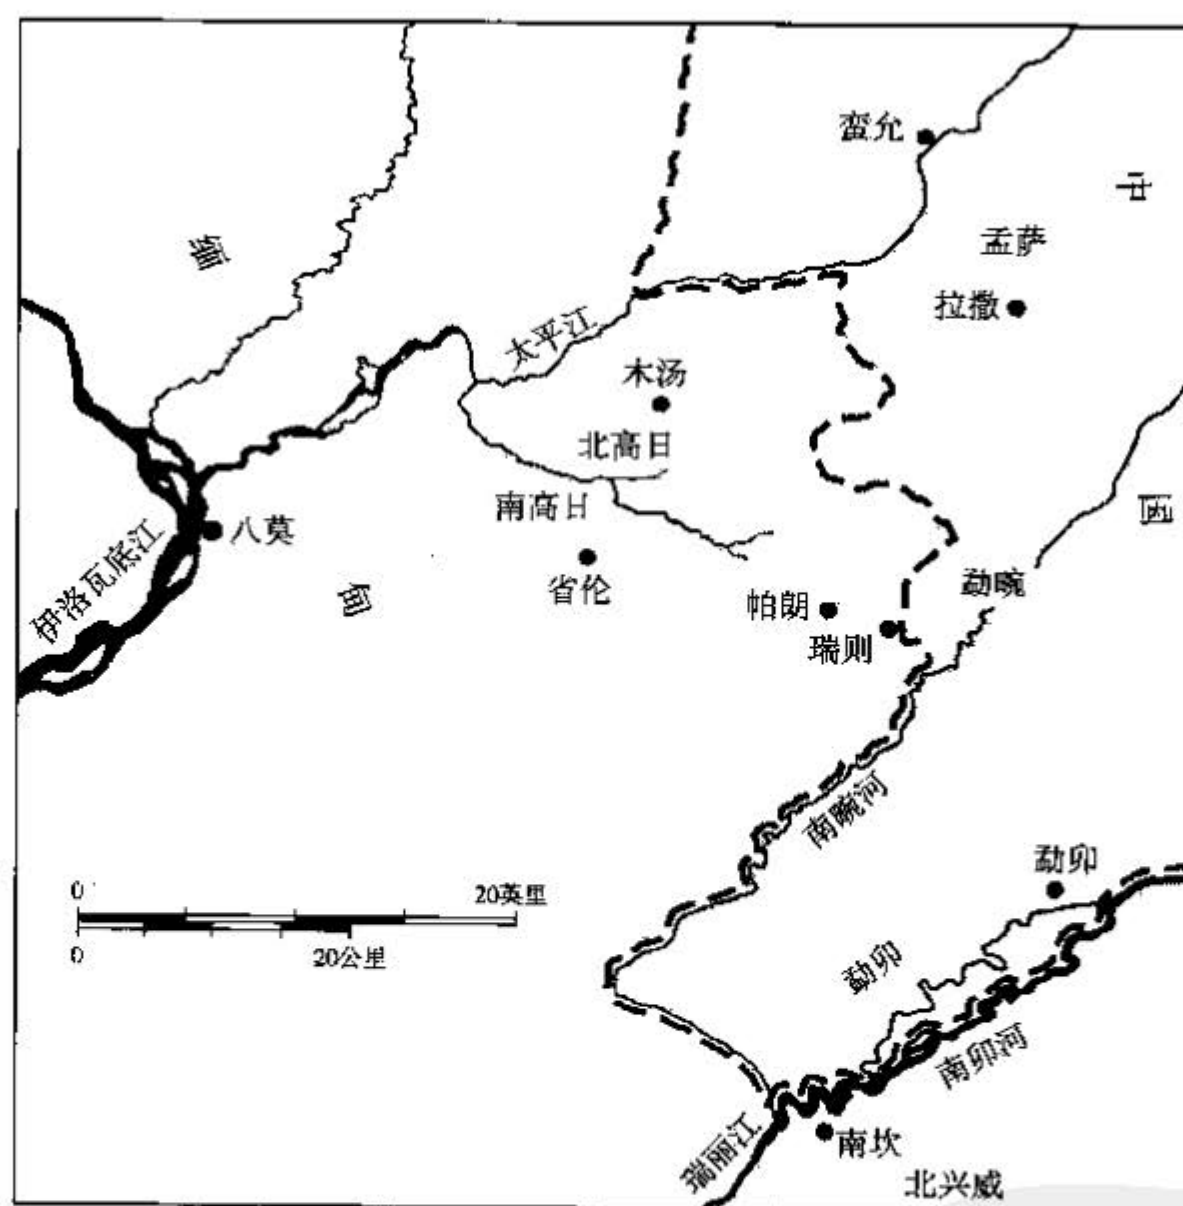 蛮允
中
孟萨
缅
拉撒
太平江
木汤
北高日
国
南高日
八莫
伊洛瓦底江
省伦
甸
勐畹
帕朗
瑞则
南畹河
勐卯
0
20英里
0
20公里
勐卯
南卯河
瑞丽江
南坎
北兴威